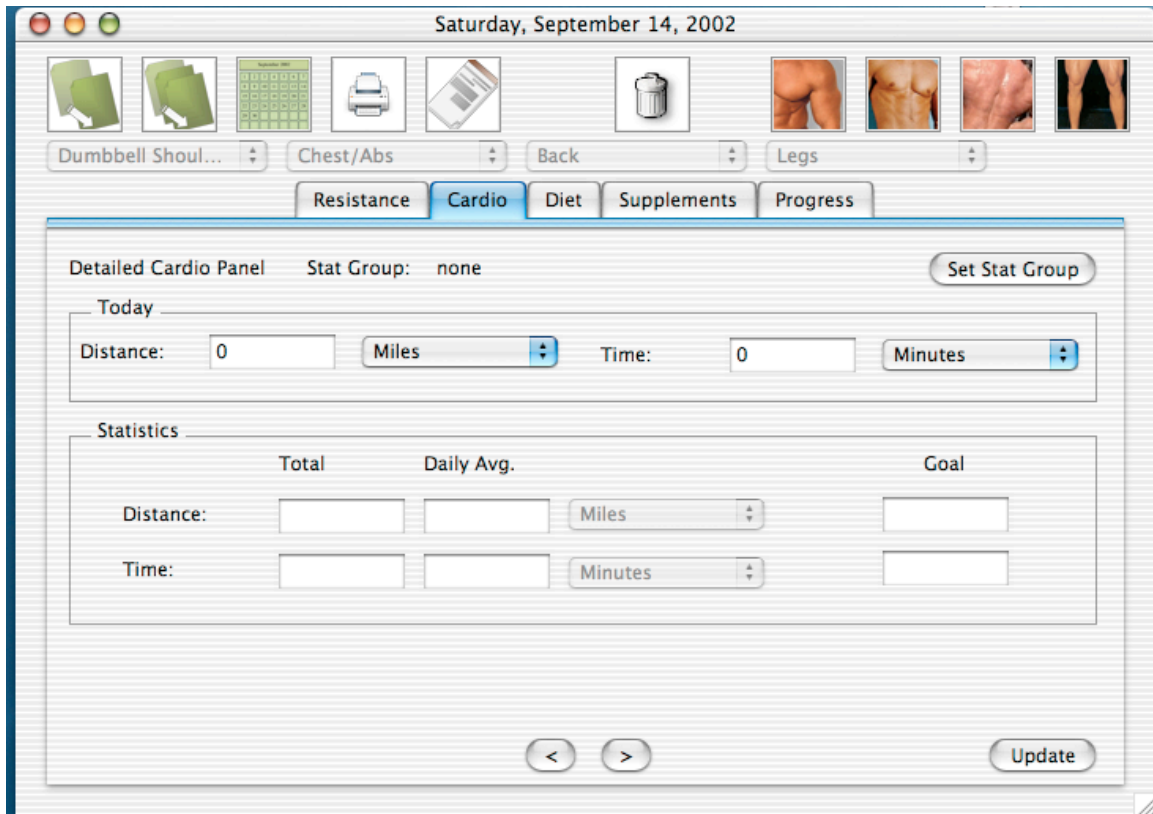 Saturday, September 14, 2002
Dumbbell Shoul... Chest/Abs Back Legs
Resistance Cardio Diet Supplements Progress
Detailed Cardio Panel Stat Group: none Set Stat Group
Today
Distance: 0 Miles Time: 0 Minutes
Statistics
Total Daily Avg. Goal
Distance: Miles
Time: Minutes
< > Update